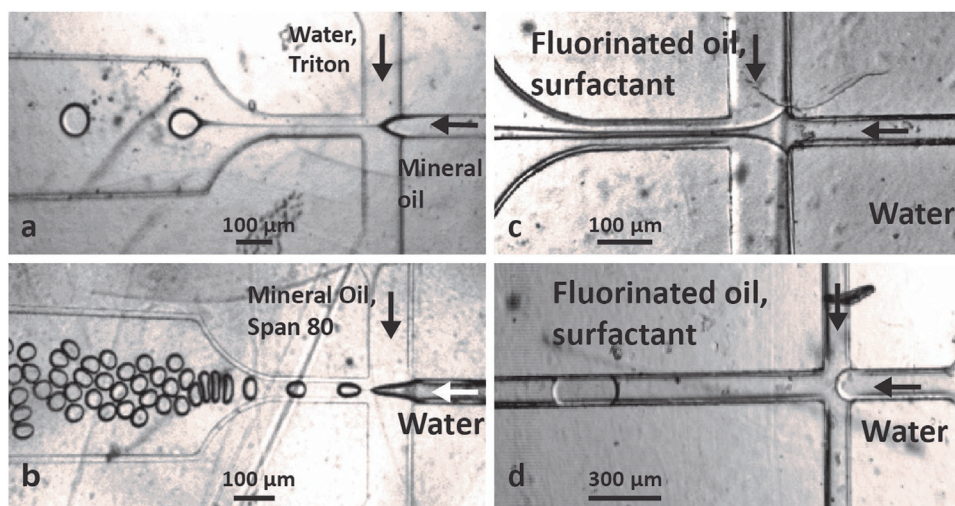 Water,
Triton
Mineral
oil
a
100 µm
Fluorinated oil,
surfactant
Water
c
100 µm
Mineral Oil,
Span 80
Water
b
100 µm
Fluorinated oil,
surfactant
Water
d
300 µm